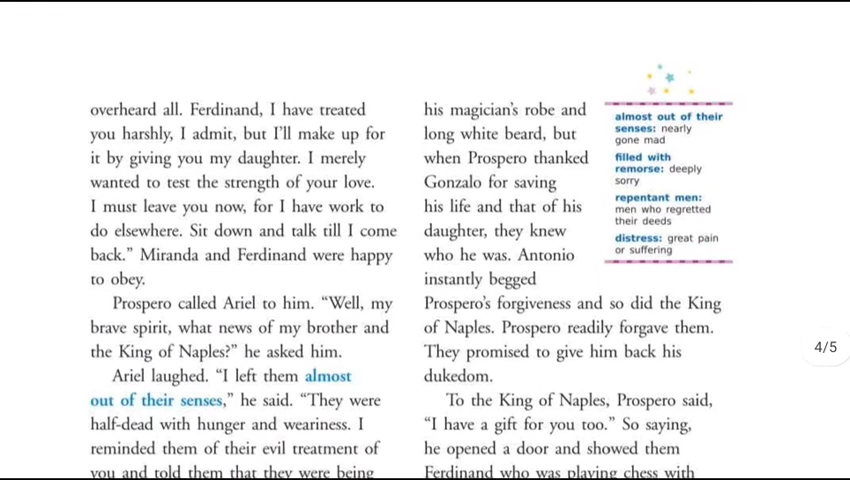 overheard all. Ferdinand, I have treated
you harshly, I admit, but I'll make up for
it by giving you my daughter. I merely
wanted to test the strength of your love.
I must leave you now, for I have work to
do elsewhere. Sit down and talk till I come
back.” Miranda and Ferdinand were happy
to obey.
Prospero called Ariel to him. “Well, my
brave spirit, what news of my brother and
the King of Naples?” he asked him.
Ariel laughed. “I left them almost
out of their senses,” he said. “They were
half-dead with hunger and weariness. I
reminded them of their evil treatment of
you and told them that they were being
his magician's robe and
long white beard, but
when Prospero thanked
Gonzalo for saving
his life and that of his
daughter, they knew
who he was. Antonio
instantly begged
Prospero's forgiveness and so did the King
of Naples. Prospero readily forgave them.
They promised to give him back his
dukedom.
To the King of Naples, Prospero said,
“I have a gift for you too.” So saying,
he opened a door and showed them
Ferdinand who was playing chess with
almost out of their
senses: nearly
gone mad
filled with
remorse: deeply
sorry
repentant men:
men who regretted
their deeds
distress: great pain
or suffering
4/5